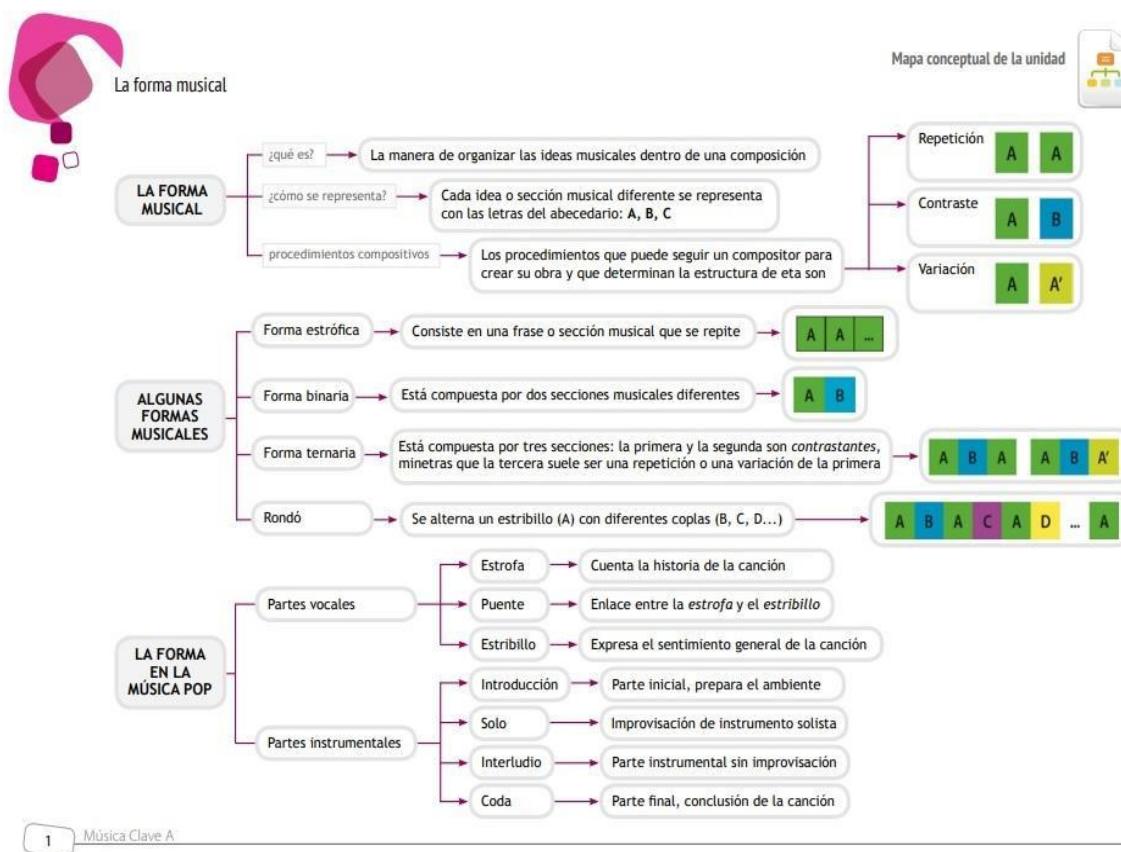 La forma musical
Mapa conceptual de la unidad
LA FORMA
MUSICAL
¿qué es?
La manera de organizar las ideas musicales dentro de una composición
¿cómo se representa?
Cada idea o sección musical diferente se representa
con las letras del abecedario: A, B, C
procedimientos compositivos
Los procedimientos que puede seguir un compositor para
crear su obra y que determinan la estructura de eta son
Repetición
A A
Contraste
A B
Variación
A A'
ALGUNAS
FORMAS
MUSICALES
Forma estrófica
Consiste en una frase o sección musical que se repite
A A ...
Forma binaria
Está compuesta por dos secciones musicales diferentes
A B
Forma ternaria
Está compuesta por tres secciones: la primera y la segunda son contrastantes,
minetras que la tercera suele ser una repetición o una variación de la primera
A B A A B A'
Rondó
Se alterna un estribillo (A) con diferentes coplas (B, C, D...)
A B A C A D ... A
LA FORMA
EN LA
MÚSICA POP
Partes vocales
Estrofa
Cuenta la historia de la canción
Puente
Enlace entre la estrofa y el estribillo
Estribillo
Expresa el sentimiento general de la canción
Partes instrumentales
Introducción
Parte inicial, prepara el ambiente
Solo
Improvisación de instrumento solista
Interludio
Parte instrumental sin improvisación
Coda
Parte final, conclusión de la canción
1
Música Clave A